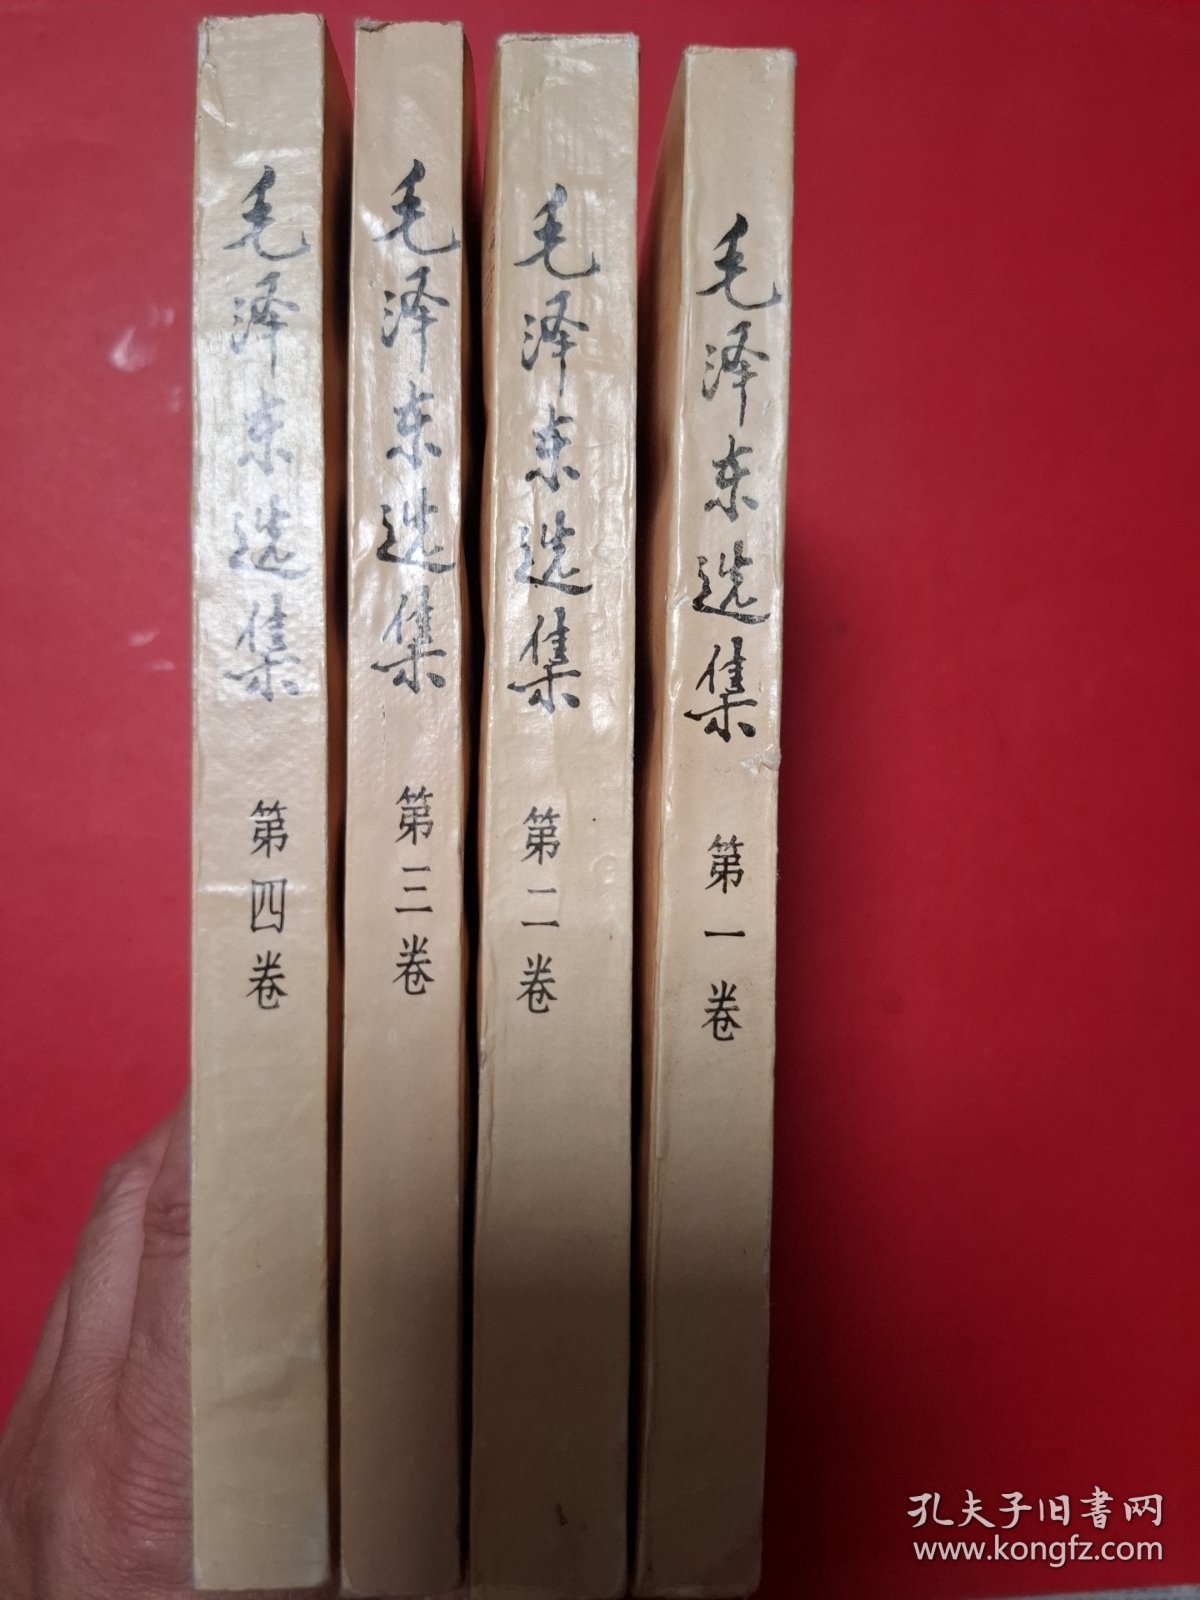 毛泽东选集
第四卷
毛泽东选集
第三卷
毛泽东选集
第二卷
毛泽东选集
第一卷
孔夫子旧书网
www.kongfz.com